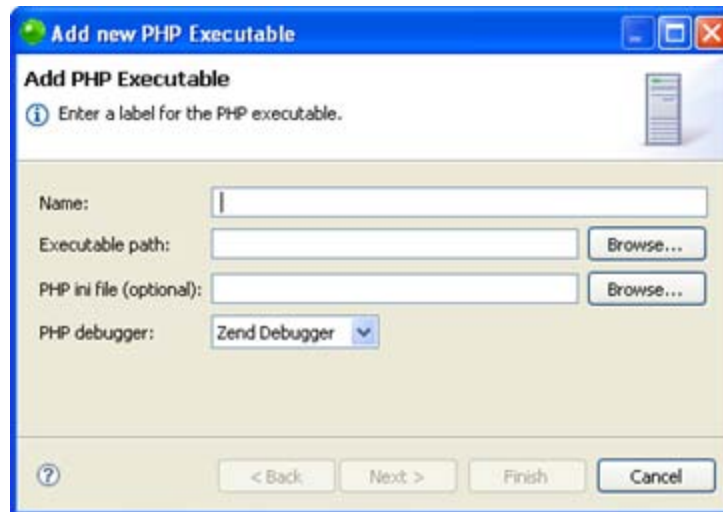 Add new PHP Executable
Add PHP Executable
Enter a label for the PHP executable.
Name:
Executable path: Browse...
PHP ini file (optional): Browse...
PHP debugger: Zend Debugger
< Back Next > Finish Cancel